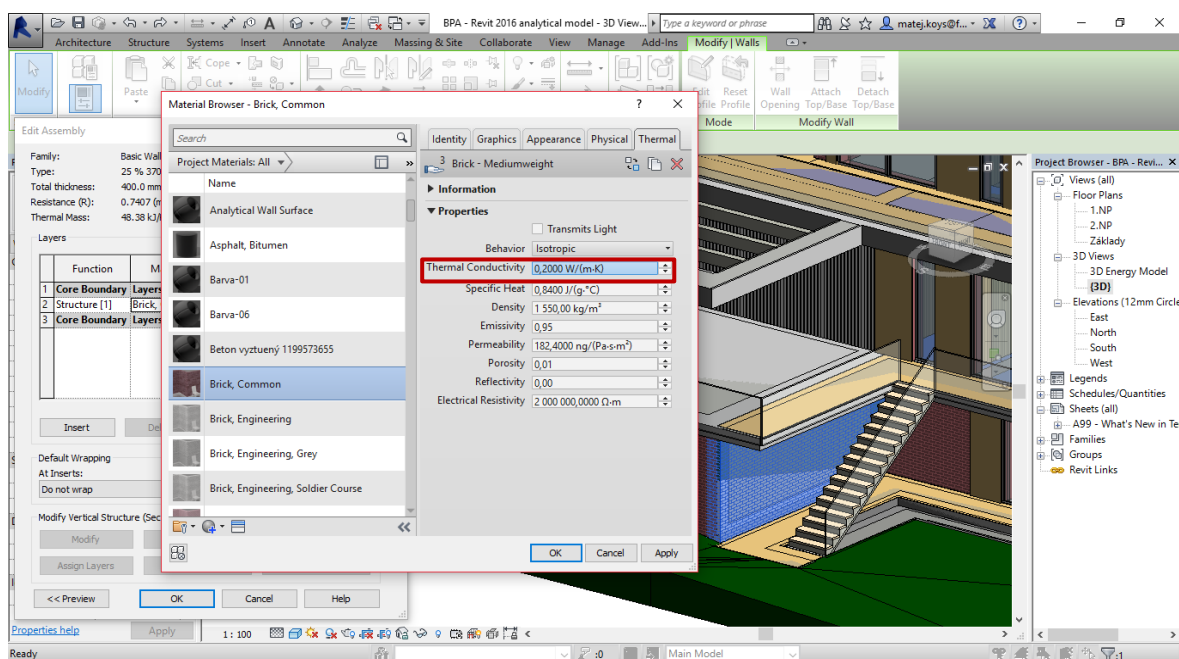 BPA - Revit 2016 analytical model - 3D View...
Type a keyword or phrase
matej.koys@f...
Architecture Structure Systems Insert Annotate Analyze Massing & Site Collaborate View Manage Add-Ins Modify | Walls
Modify
Paste
Cope
Cut
Edit Profile
Reset Profile
Wall Opening
Attach Top/Base
Detach Top/Base
Mode
Modify Wall
Edit Assembly
Family: Basic Wall
Type: 25 % 370
Total thickness: 400.0 mm
Resistance (R): 0.7407 (m
Thermal Mass: 48.38 kJ/
Layers
Function
1 Core Boundary Layers
2 Structure [1] Brick,
3 Core Boundary Layers
Insert
Default Wrapping
At Inserts:
Do not wrap
Modify Vertical Structure (Sec
Modify
Assign Layers
<< Preview OK Cancel Help
Properties help Apply
Material Browser - Brick, Common
Search
Project Materials: All
Name
Analytical Wall Surface
Asphalt, Bitumen
Barva-01
Barva-06
Beton vyztuený 1199573655
Brick, Common
Brick, Engineering
Brick, Engineering, Grey
Brick, Engineering, Soldier Course
Identity Graphics Appearance Physical Thermal
3 Brick - Mediumweight
Information
Properties
Transmits Light
Behavior Isotropic
Thermal Conductivity 0,2000 W/(m·K)
Specific Heat 0,8400 J/(g·°C)
Density 1 550,00 kg/m³
Emissivity 0,95
Permeability 182,4000 ng/(Pa·s·m²)
Porosity 0,01
Reflectivity 0,00
Electrical Resistivity 2 000 000,0000 Ω·m
OK Cancel Apply
Project Browser - BPA - Revi...
Views (all)
Floor Plans
1.NP
2.NP
Základy
3D Views
3D Energy Model
{3D}
Elevations (12mm Circle
East
North
South
West
Legends
Schedules/Quantities
Sheets (all)
A99 - What's New in Te
Families
Groups
Revit Links
1 : 100
Ready
:0
Main Model
:1